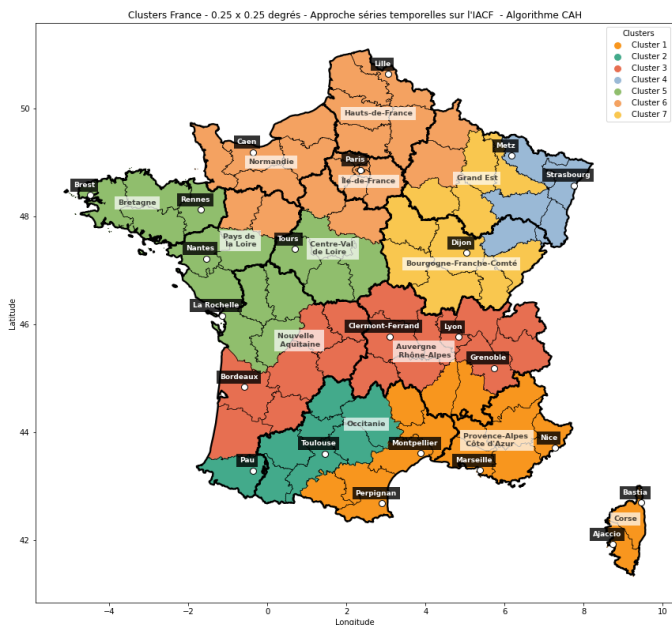 Clusters France - 0.25 x 0.25 degrés - Approche séries temporelles sur l'IACF - Algorithme CAH
Clusters
Cluster 1
Cluster 2
Cluster 3
Cluster 4
Cluster 5
Cluster 6
Cluster 7
Lille
50
Hauts-de-France
Caen
Metz
Normandie
Paris
Île-de-France
Grand Est
Strasbourg
Brest
Bretagne
Rennes
48
Pays de
la Loire
Tours
Centre-Val
de Loire
Dijon
Nantes
Bourgogne-Franche-Comté
La Rochelle
46
Clermont-Ferrand
Lyon
Nouvelle
Aquitaine
Auvergne
Rhône-Alpes
Grenoble
Bordeaux
Latitude
44
Occitanie
Toulouse
Montpellier
Provence-Alpes
Côte d'Azur
Nice
Pau
Marseille
Perpignan
Bastia
Corse
42
Ajaccio
−4
−2
0
2
4
6
8
10
Longitude